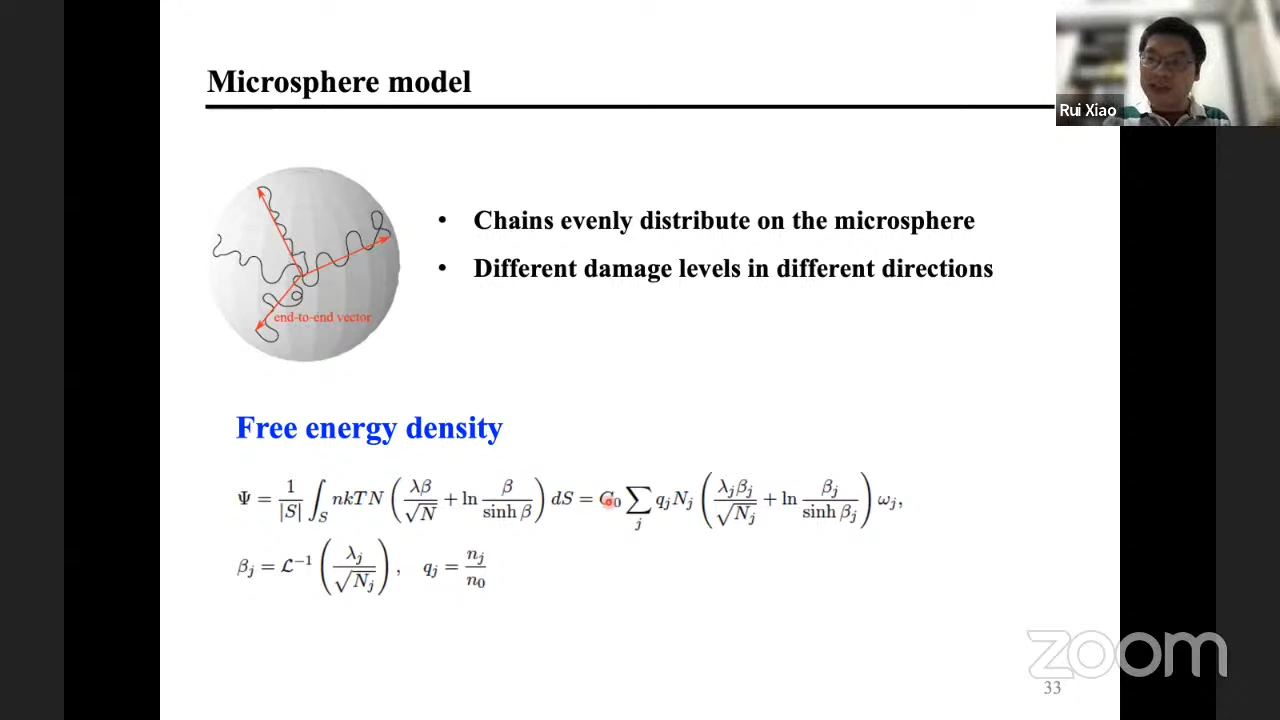 Microsphere model
Rui Xiao
• Chains evenly distribute on the microsphere
• Different damage levels in different directions
end-to-end vector
Free energy density
Ψ = 1/|S| ∫_S nkTN (λβ/√N + ln β/sinh β) dS = G₀ ∑_j q_j N_j (λ_j β_j/√N_j + ln β_j/sinh β_j) ω_j,
β_j = ℒ⁻¹ (λ_j/√N_j), q_j = n_j/n₀
zoom
33